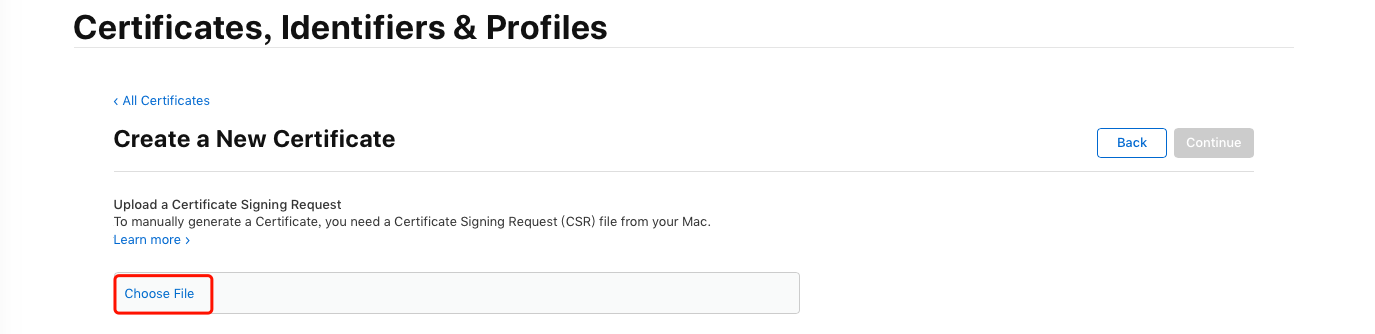 Certificates, Identifiers & Profiles
‹ All Certificates
Create a New Certificate
Back
Continue
Upload a Certificate Signing Request
To manually generate a Certificate, you need a Certificate Signing Request (CSR) file from your Mac.
Learn more ›
Choose File